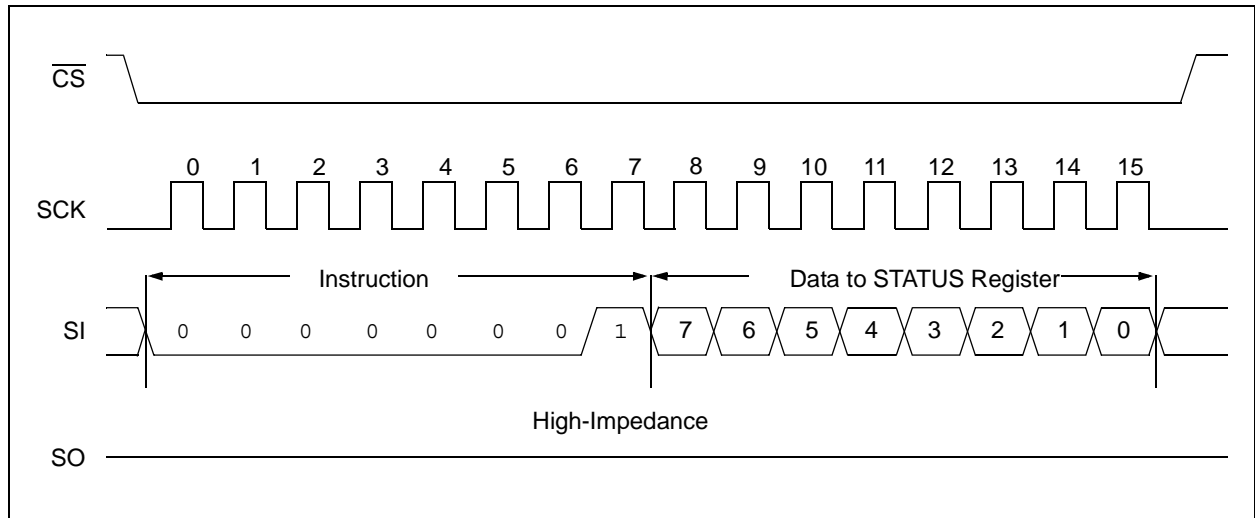 CS
0 1 2 3 4 5 6 7 8 9 10 11 12 13 14 15
SCK
Instruction Data to STATUS Register
SI 0 0 0 0 0 0 0 1 7 6 5 4 3 2 1 0
High-Impedance
SO